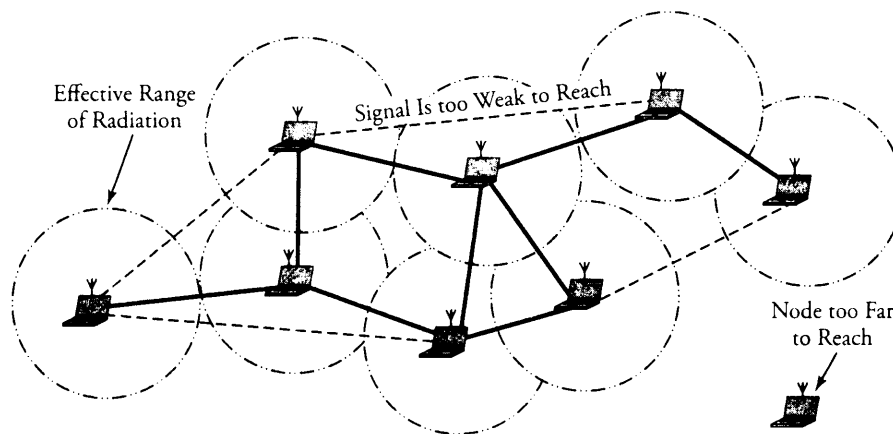 Effective Range
of Radiation
Signal Is too Weak to Reach
Node too Far
to Reach